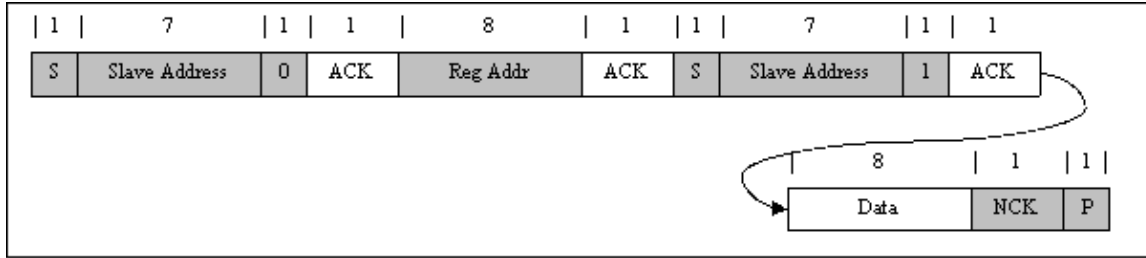 | 1 | 7 | 1 | 1 | 8 | 1 | 1 | 7 | 1 | 1
S Slave Address 0 ACK Reg Addr ACK S Slave Address 1 ACK
| 8 | 1 | 1 |
Data NCK P